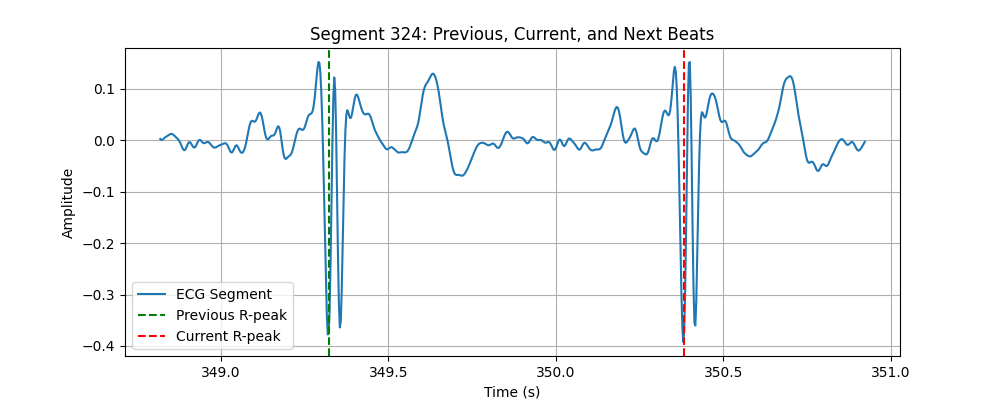 Segment 324: Previous, Current, and Next Beats
Amplitude
0.1
0.0
−0.1
−0.2
−0.3
−0.4
ECG Segment
Previous R-peak
Current R-peak
349.0 349.5 350.0 350.5 351.0
Time (s)